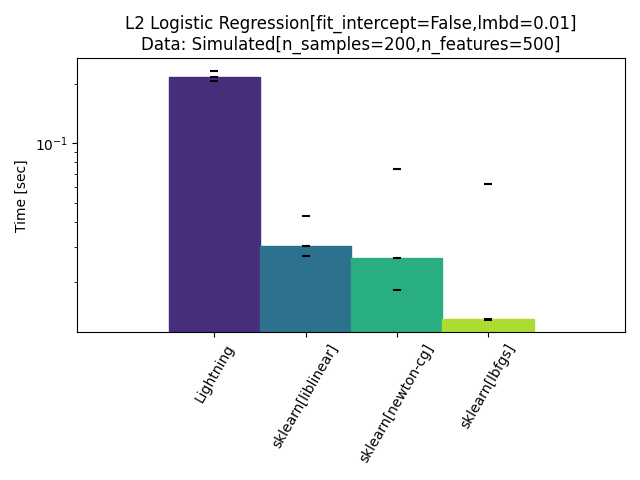 L2 Logistic Regression[fit_intercept=False,lmbd=0.01]
Data: Simulated[n_samples=200,n_features=500]
Time [sec]
10⁻¹
Lightning
sklearn[liblinear]
sklearn[newton-cg]
sklearn[lbfgs]